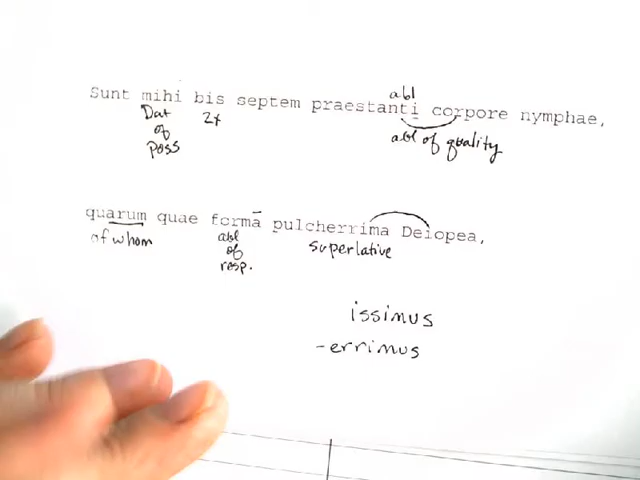 abl
Sunt mihi bis septem praestanti corpore nymphae,
Dat of poss
2x
abl of quality
quarum quae formā pulcherrima Deiopea,
of whom
abl of resp.
superlative
issimus
-errimus